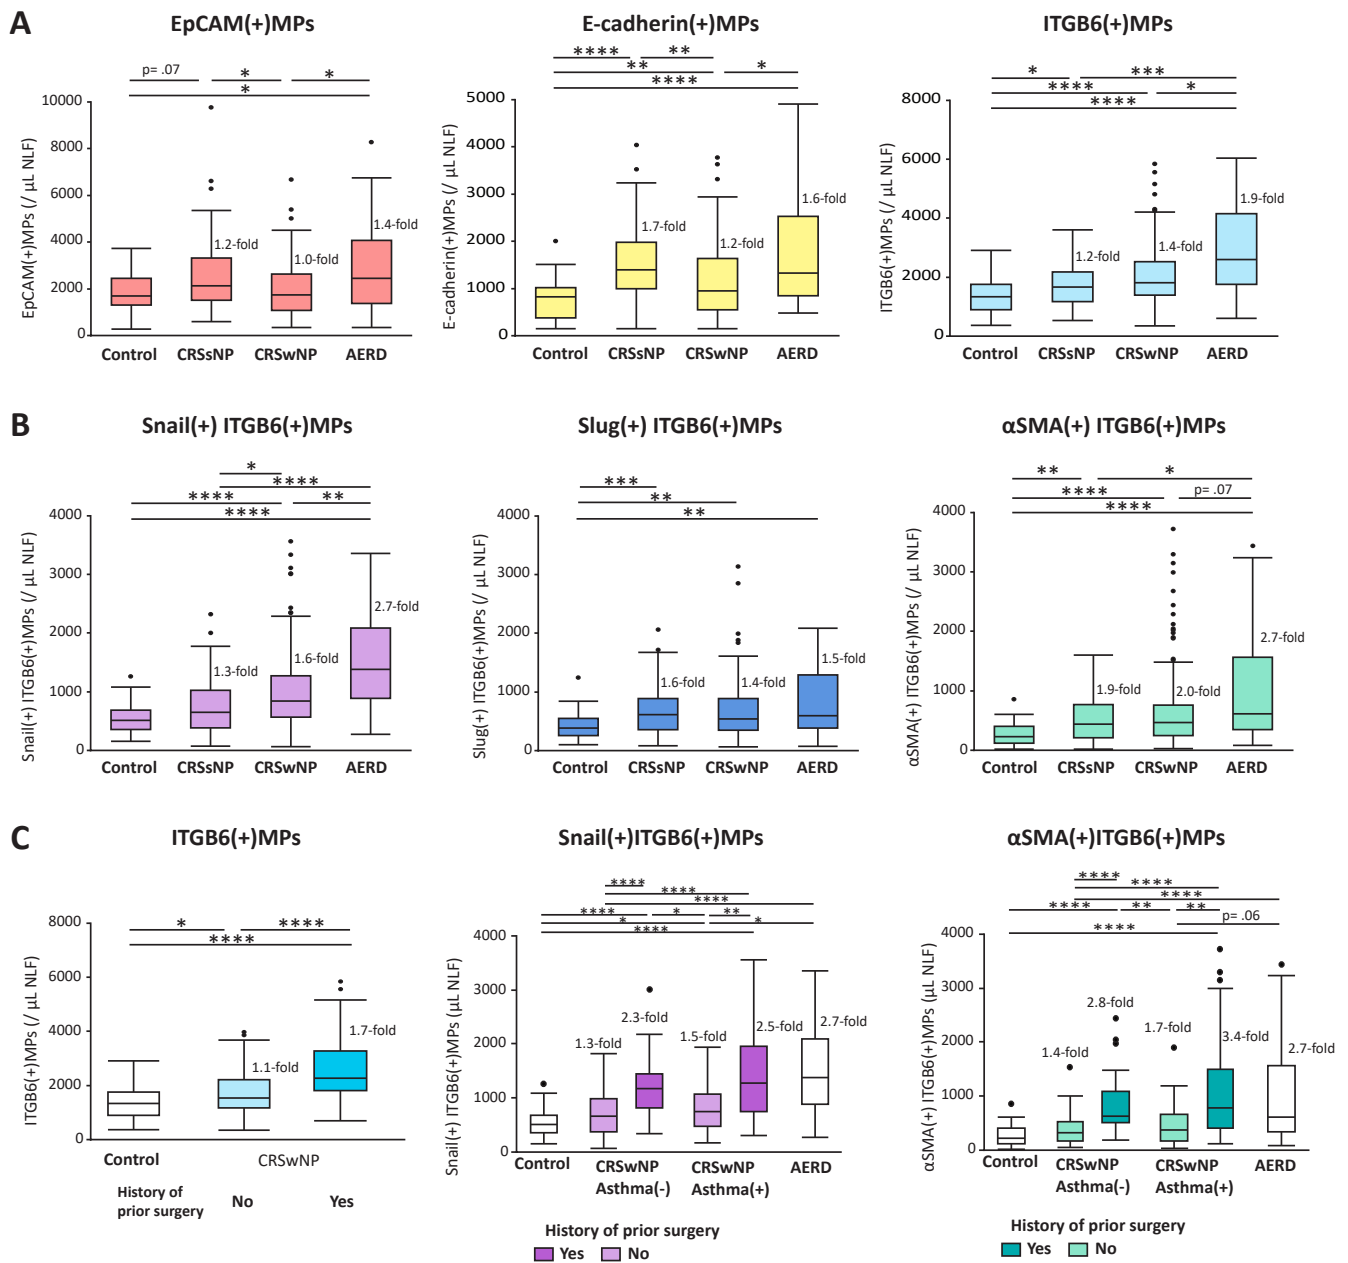 A
EpCAM(+)MPs
p= .07
*
*
*
EpCAM(+)MPs (/ µL NLF)
10000
8000
6000
4000
2000
0
1.2-fold
1.0-fold
1.4-fold
Control
CRSsNP
CRSwNP
AERD
E-cadherin(+)MPs
****
**
**
*
****
E-cadherin(+)MPs (/ µL NLF)
5000
4000
3000
2000
1000
0
1.7-fold
1.2-fold
1.6-fold
Control
CRSsNP
CRSwNP
AERD
ITGB6(+)MPs
*
***
****
*
****
ITGB6(+)MPs (/ µL NLF)
8000
6000
4000
2000
0
1.2-fold
1.4-fold
1.9-fold
Control
CRSsNP
CRSwNP
AERD
B
Snail(+) ITGB6(+)MPs
*
****
****
**
****
Snail(+) ITGB6(+)MPs (/ µL NLF)
4000
3000
2000
1000
0
1.3-fold
1.6-fold
2.7-fold
Control
CRSsNP
CRSwNP
AERD
Slug(+) ITGB6(+)MPs
***
**
**
Slug(+) ITGB6(+)MPs (/ µL NLF)
4000
3000
2000
1000
0
1.6-fold
1.4-fold
1.5-fold
Control
CRSsNP
CRSwNP
AERD
αSMA(+) ITGB6(+)MPs
**
*
****
p= .07
****
αSMA(+) ITGB6(+)MPs (/ µL NLF)
4000
3000
2000
1000
0
1.9-fold
2.0-fold
2.7-fold
Control
CRSsNP
CRSwNP
AERD
C
ITGB6(+)MPs
*
****
****
ITGB6(+)MPs (/ µL NLF)
8000
6000
4000
2000
0
1.1-fold
1.7-fold
Control
CRSwNP
History of
prior surgery
No
Yes
Snail(+)ITGB6(+)MPs
****
****
****
****
*
**
*
*
****
Snail(+) ITGB6(+)MPs (/ µL NLF)
4000
3000
2000
1000
0
1.3-fold
2.3-fold
1.5-fold
2.5-fold
2.7-fold
Control
CRSwNP
Asthma(-)
CRSwNP
Asthma(+)
AERD
History of prior surgery
Yes
No
αSMA(+)ITGB6(+)MPs
****
****
****
****
**
**
p= .06
****
αSMA(+) ITGB6(+)MPs (µL NLF)
4000
3000
2000
1000
0
1.4-fold
2.8-fold
1.7-fold
3.4-fold
2.7-fold
Control
CRSwNP
Asthma(-)
CRSwNP
Asthma(+)
AERD
History of prior surgery
Yes
No